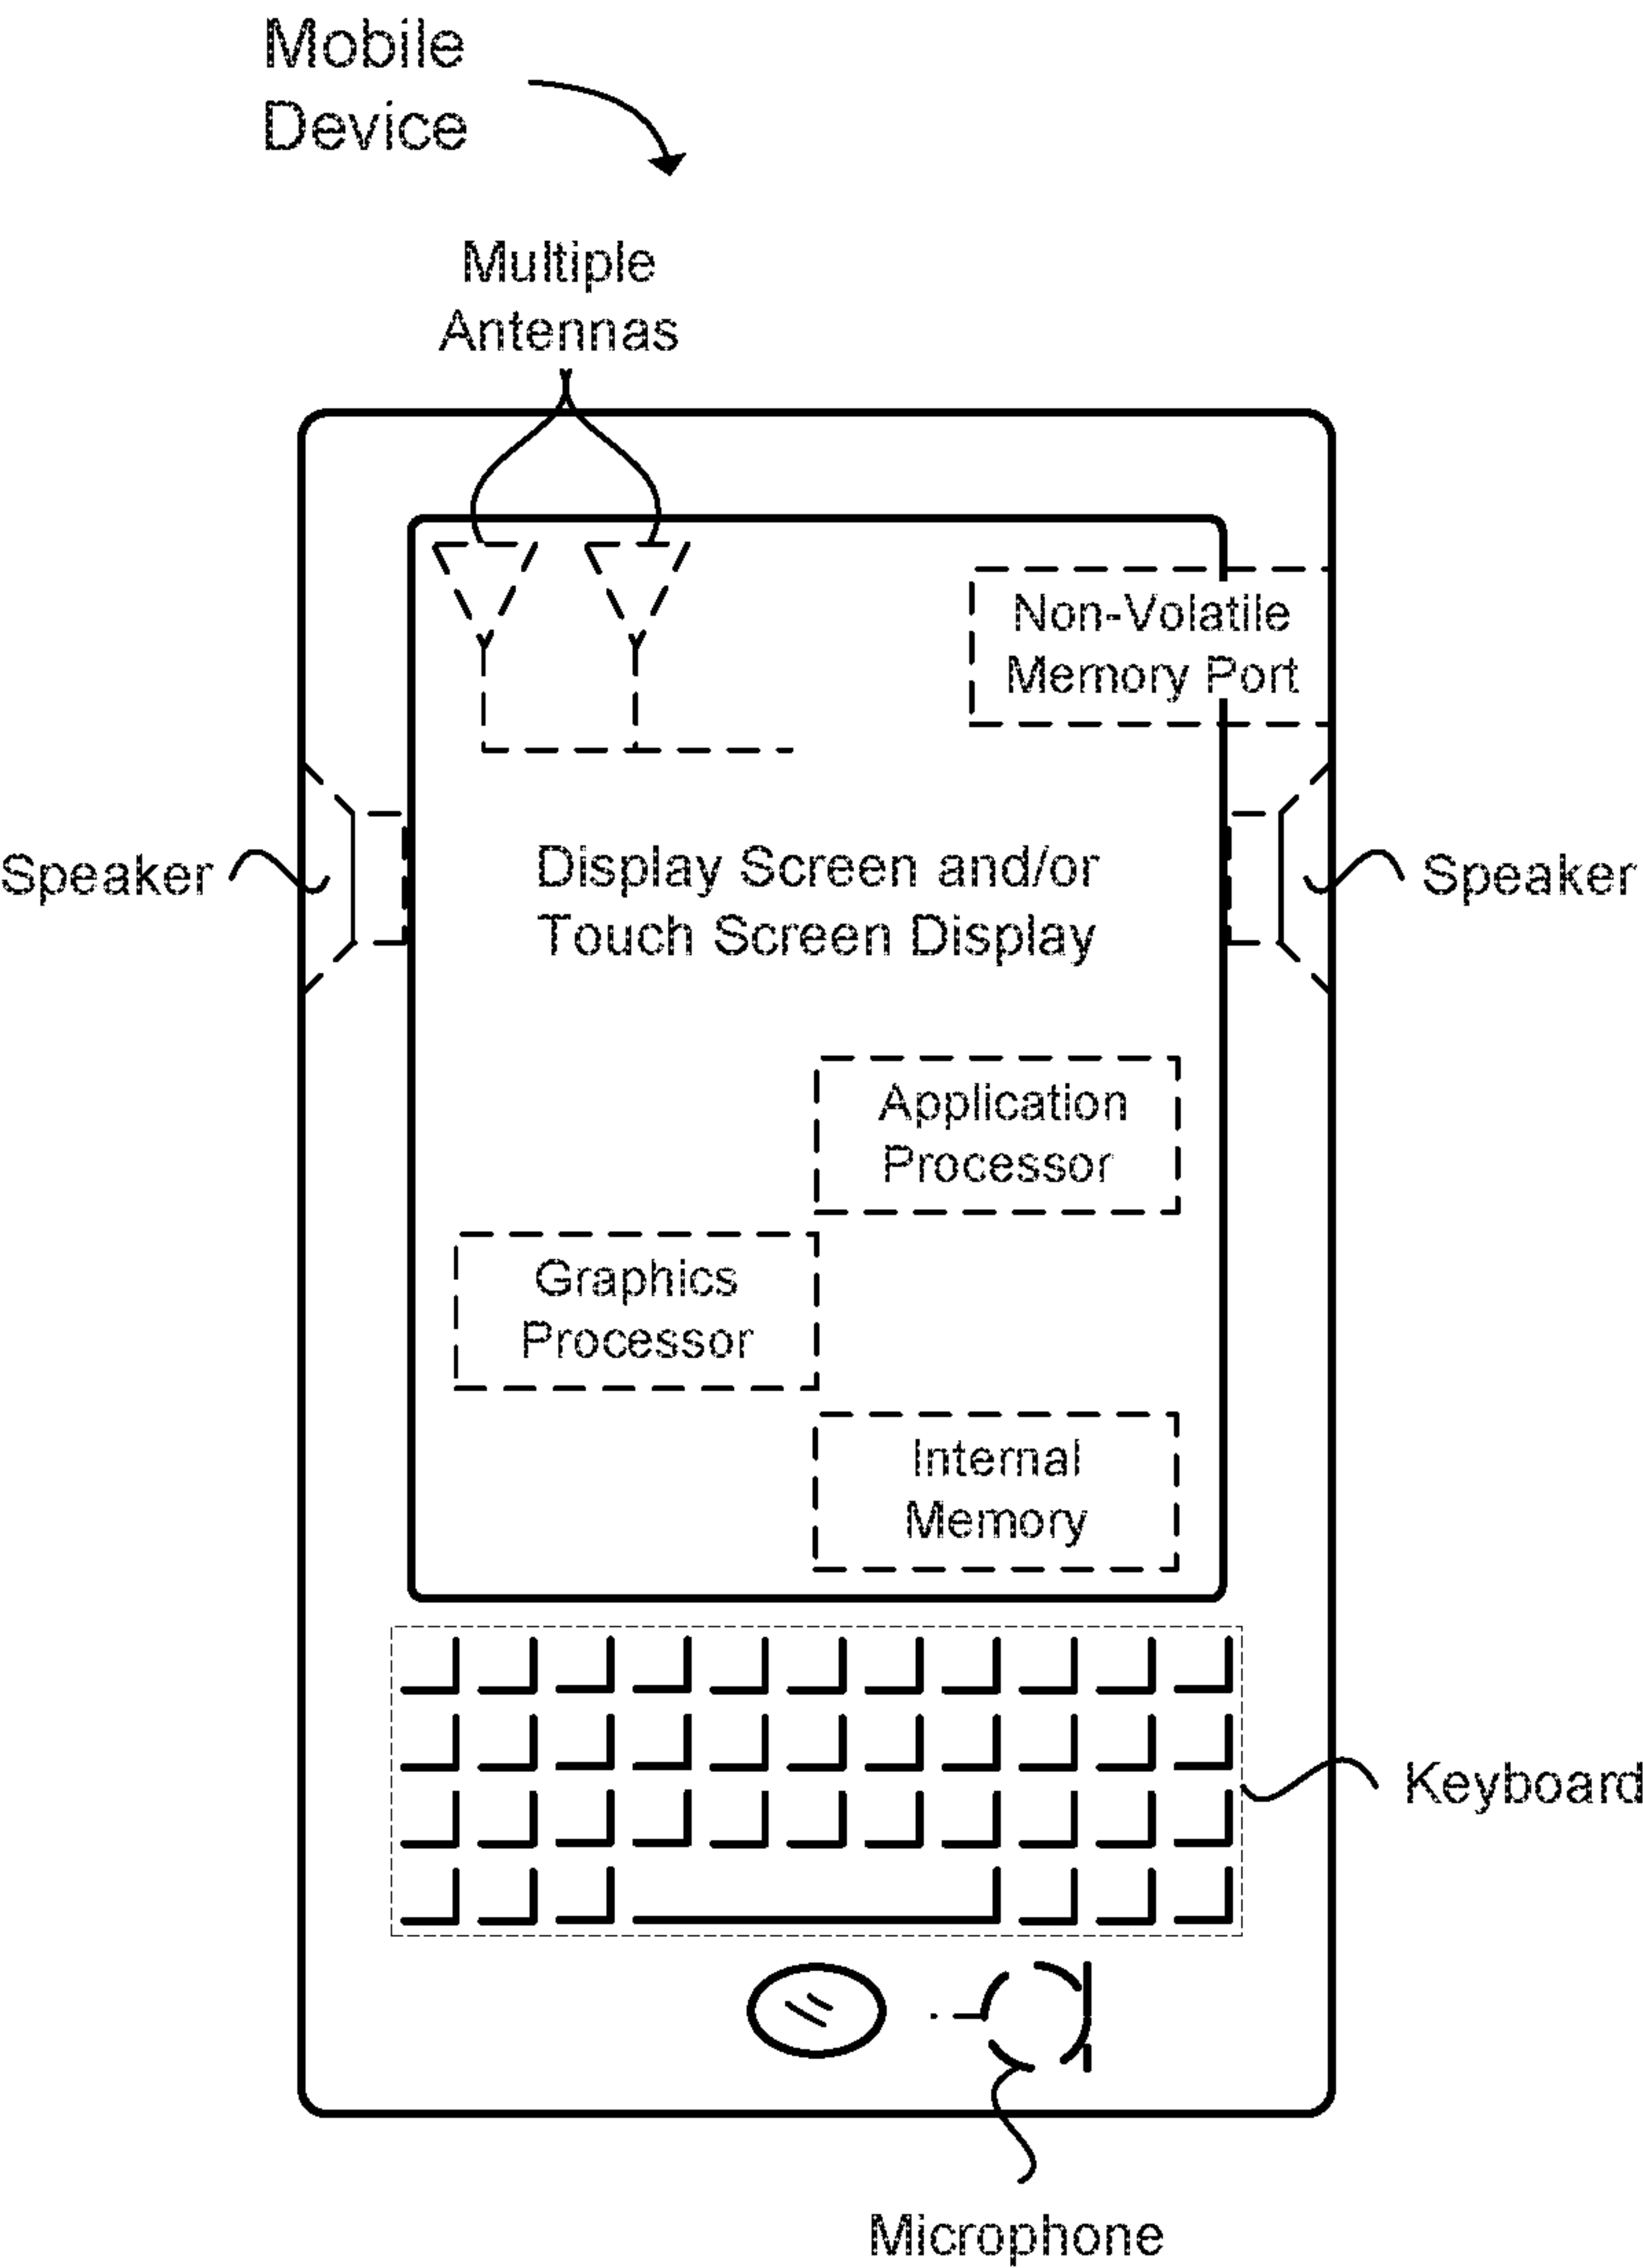 Mobile
Device
Multiple
Antennas
Non-Volatile
Memory Port
Speaker
Display Screen and/or
Touch Screen Display
Speaker
Application
Processor
Graphics
Processor
Internal
Memory
Keyboard
Microphone